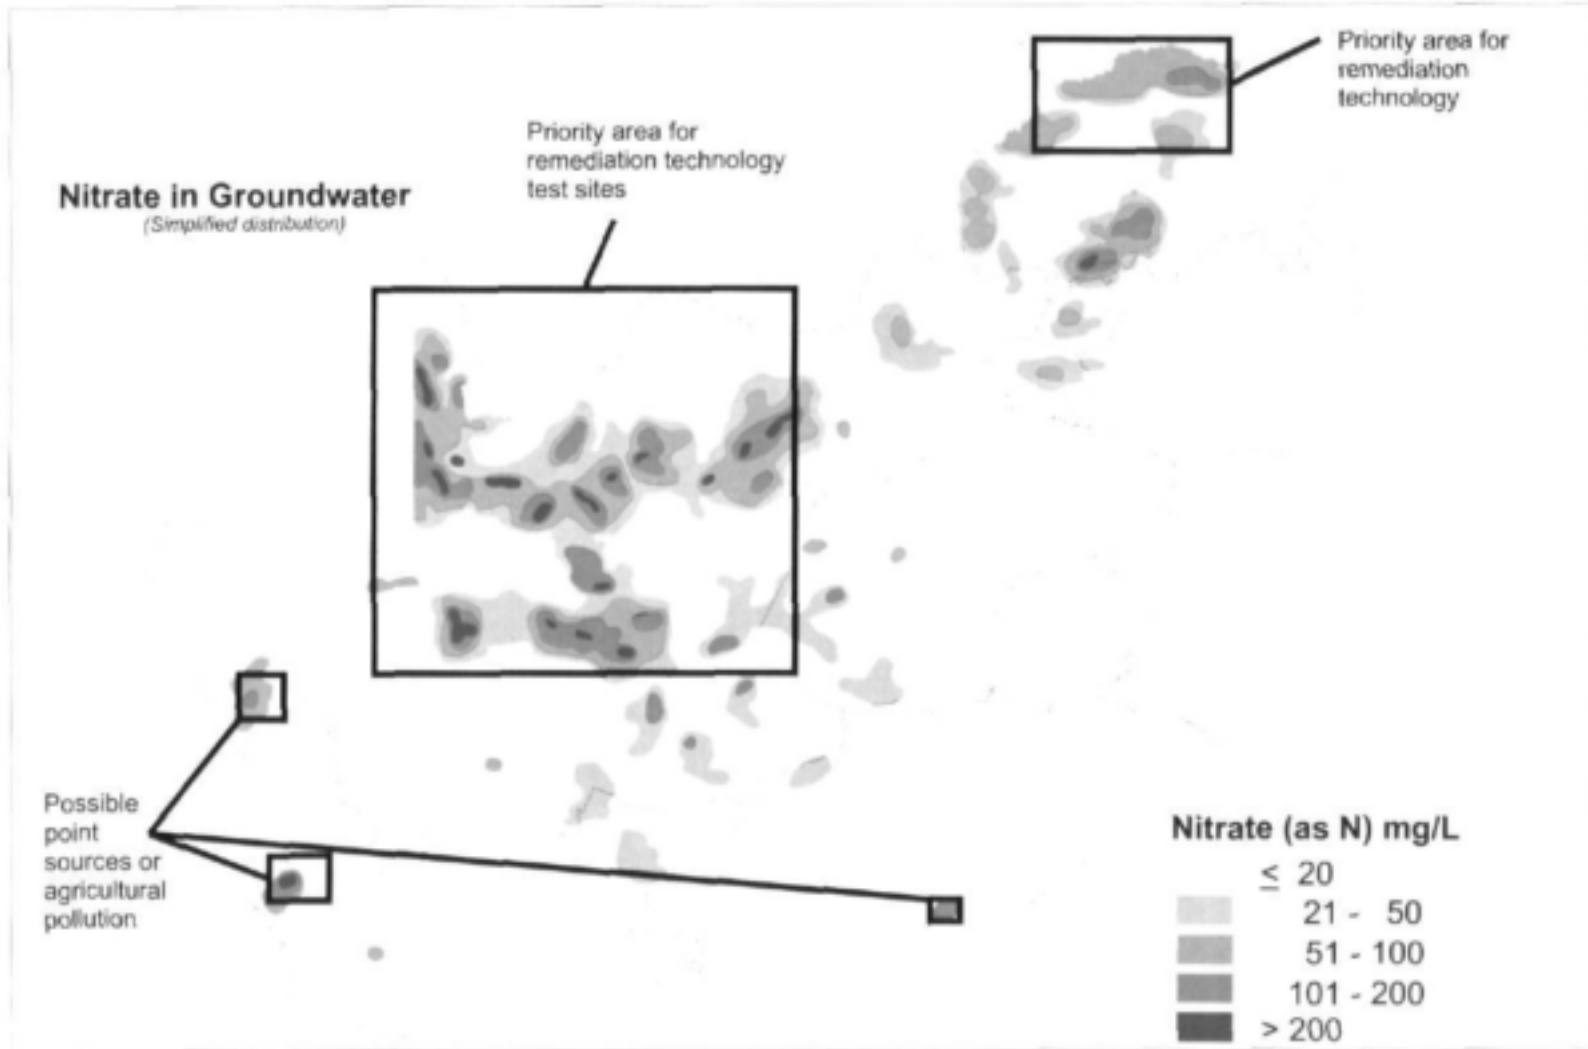 Priority area for
remediation
technology
Priority area for
remediation technology
test sites
Nitrate in Groundwater
(Simplified distribution)
Possible
point
sources or
agricultural
pollution
Nitrate (as N) mg/L
≤ 20
21 - 50
51 - 100
101 - 200
> 200